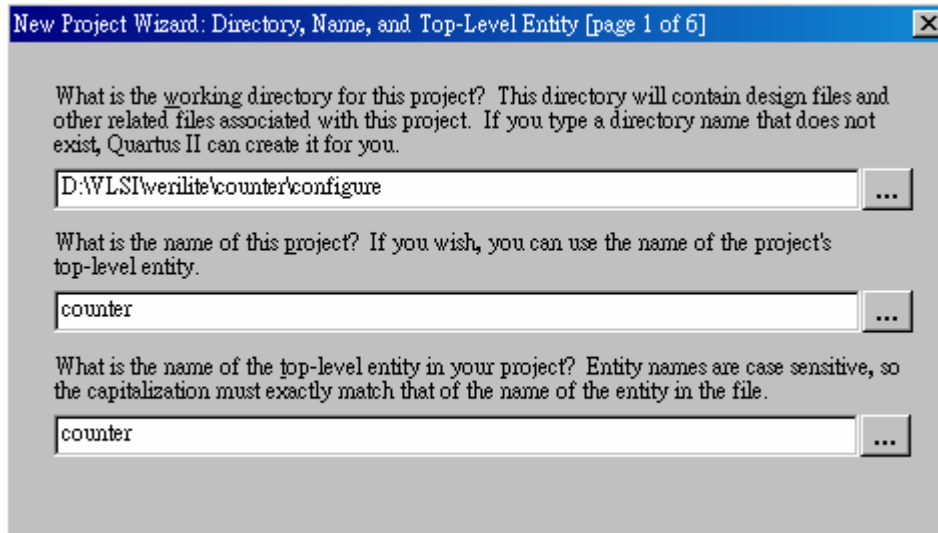 New Project Wizard: Directory, Name, and Top-Level Entity [page 1 of 6]
What is the working directory for this project? This directory will contain design files and
other related files associated with this project. If you type a directory name that does not
exist, Quartus II can create it for you.
D:\VLSI\werilite\counter\configure
...
What is the name of this project? If you wish, you can use the name of the project's
top-level entity.
counter
...
What is the name of the top-level entity in your project? Entity names are case sensitive, so
the capitalization must exactly match that of the name of the entity in the file.
counter
...